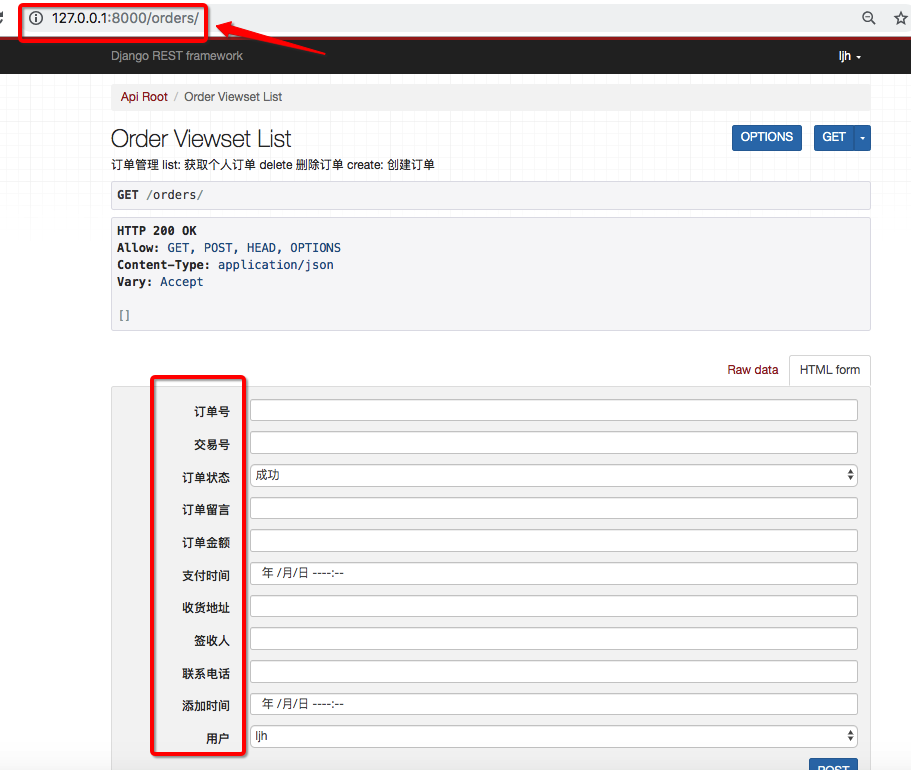 127.0.0.1:8000/orders/
Django REST framework
ljh
Api Root / Order Viewset List
Order Viewset List
OPTIONS
GET
订单管理 list: 获取个人订单 delete 删除订单 create: 创建订单
GET /orders/
HTTP 200 OK
Allow: GET, POST, HEAD, OPTIONS
Content-Type: application/json
Vary: Accept
[]
Raw data
HTML form
订单号
交易号
订单状态 成功
订单留言
订单金额
支付时间 年 /月/日 ----:--
收货地址
签收人
联系电话
添加时间 年 /月/日 ----:--
用户 ljh
POST